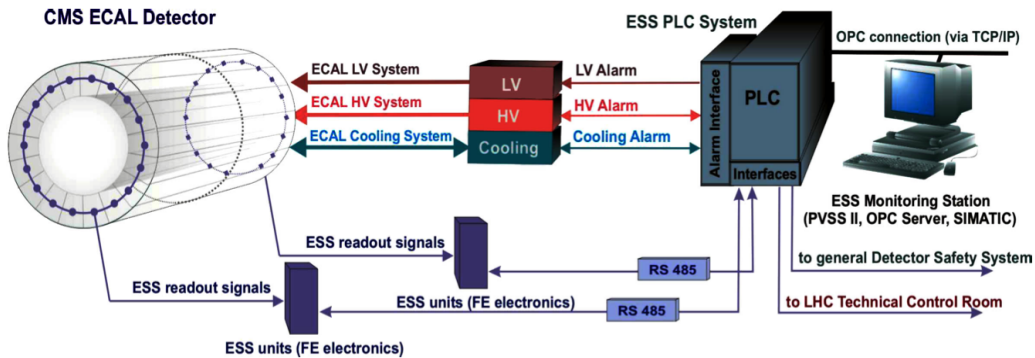 CMS ECAL Detector
ESS PLC System
OPC connection (via TCP/IP)
ECAL LV System
LV
LV Alarm
ECAL HV System
HV
HV Alarm
ECAL Cooling System
Cooling
Cooling Alarm
Alarm Interface
PLC
Interfaces
ESS Monitoring Station
(PVSS II, OPC Server, SIMATIC)
ESS readout signals
RS 485
to general Detector Safety System
ESS readout signals
ESS units (FE electronics)
RS 485
to LHC Technical Control Room
ESS units (FE electronics)